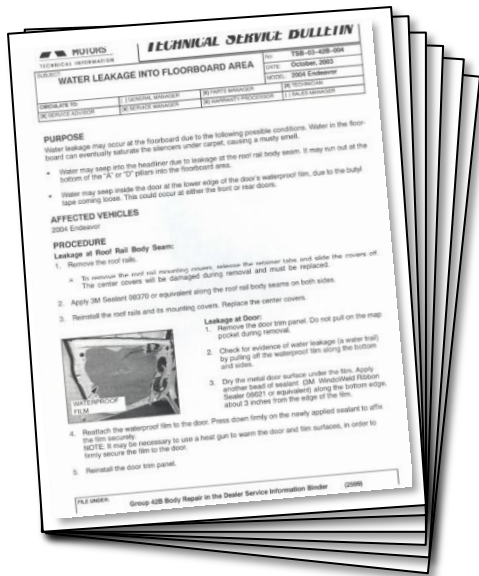 MOTORS
TECHNICAL INFORMATION
TECHNICAL SERVICE BULLETIN
SUBJECT:
WATER LEAKAGE INTO FLOORBOARD AREA
No: TSB-03-42B-004
DATE: October, 2003
MODEL: 2004 Endeavor
CIRCULATE TO: [ ] GENERAL MANAGER [X] PARTS MANAGER [X] TECHNICIAN
[X] SERVICE ADVISOR [X] SERVICE MANAGER [X] WARRANTY PROCESSOR [ ] SALES MANAGER
PURPOSE
Water leakage may occur at the floorboard due to the following possible conditions. Water in the floor-
board can eventually saturate the silencers under carpet, causing a musty smell.
• Water may seep into the headliner due to leakage at the roof rail body seam. It may run out at the
bottom of the "A" or "D" pillars into the floorboard area.
• Water may seep inside the door at the lower edge of the door's waterproof film, due to the butyl
tape coming loose. This could occur at either the front or rear doors.
AFFECTED VEHICLES
2004 Endeavor
PROCEDURE
Leakage at Roof Rail Body Seam:
1. Remove the roof rails.
To remove the roof rail mounting covers, release the retainer tabs and slide the covers off.
The center covers will be damaged during removal and must be replaced.
2. Apply 3M Sealant 08370 or equivalent along the roof rail body seams on both sides.
3. Reinstall the roof rails and its mounting covers. Replace the center covers.
WATERPROOF
FILM
Leakage at Door:
1. Remove the door trim panel. Do not pull on the map
pocket during removal.
2. Check for evidence of water leakage (a water trail)
by pulling off the waterproof film along the bottom
and sides.
3. Dry the metal door surface under the film. Apply
another bead of sealant (3M WindoWeld Ribbon
Sealer 08621 or equivalent) along the bottom edge,
about 3 inches from the edge of the film.
4. Reattach the waterproof film to the door. Press down firmly on the newly applied sealant to affix
the film securely.
NOTE: It may be necessary to use a heat gun to warm the door and film surfaces, in order to
firmly secure the film to the door.
5. Reinstall the door trim panel.
FILE UNDER: Group 42B Body Repair in the Dealer Service Information Binder (2599)